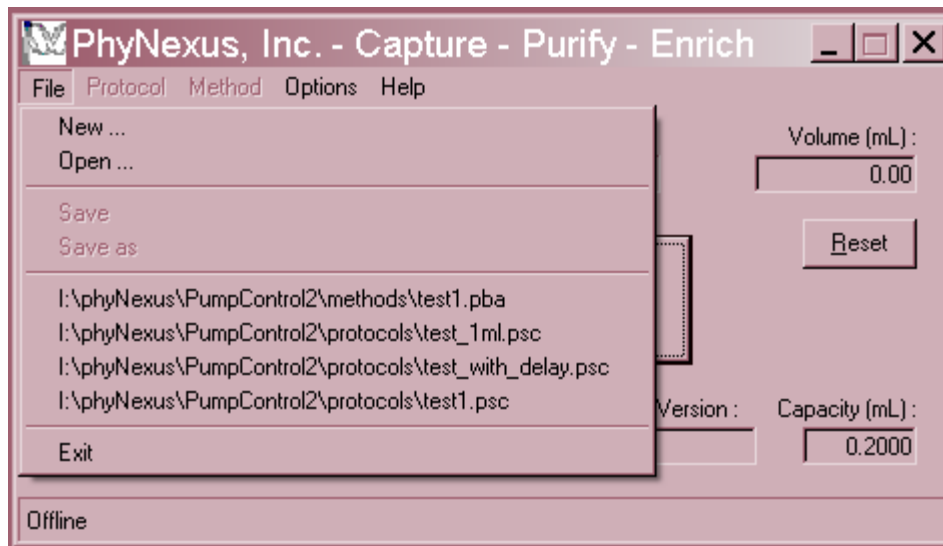 PhyNexus, Inc. - Capture - Purify - Enrich
File Protocol Method Options Help
New ...
Open ...
Save
Save as
I:\phyNexus\PumpControl2\methods\test1.pba
I:\phyNexus\PumpControl2\protocols\test_1ml.psc
I:\phyNexus\PumpControl2\protocols\test_with_delay.psc
I:\phyNexus\PumpControl2\protocols\test1.psc
Exit
Volume (mL) :
0.00
Reset
Version :
Capacity (mL) :
0.2000
Offline